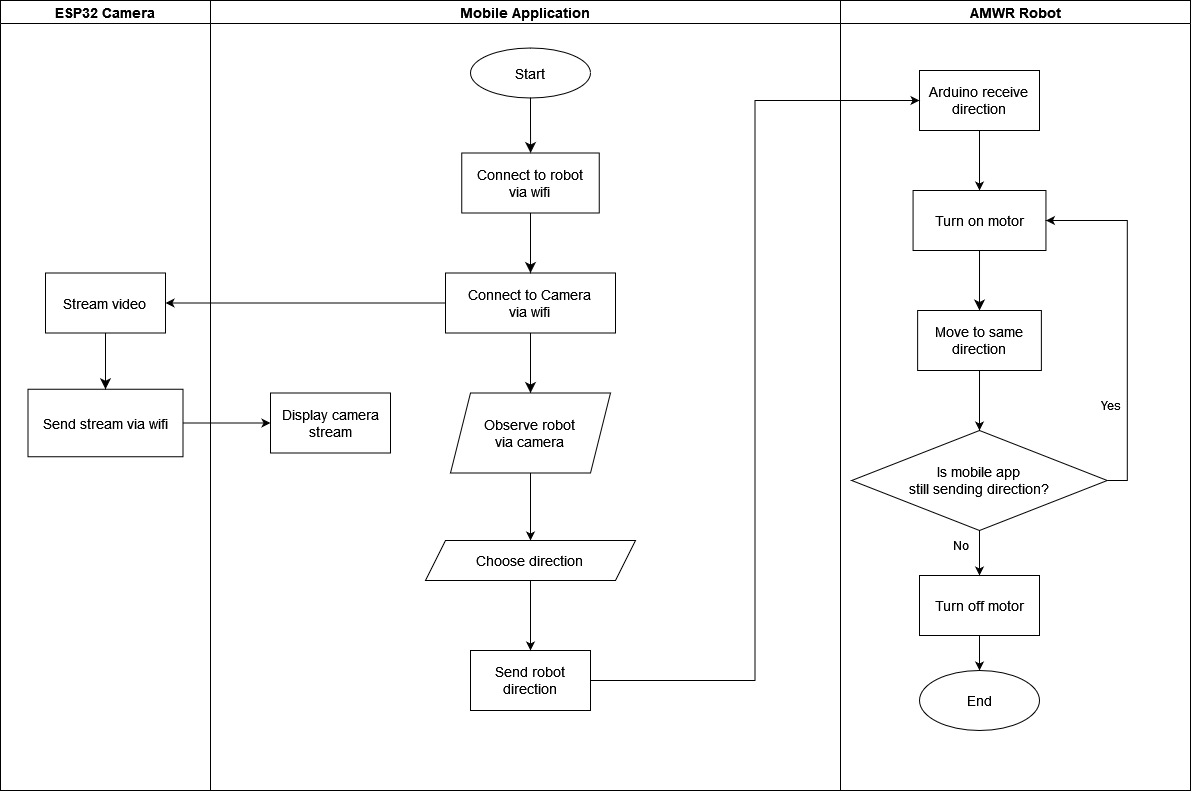 ESP32 Camera
Mobile Application
AMWR Robot
Start
Connect to robot
via wifi
Connect to Camera
via wifi
Stream video
Send stream via wifi
Display camera
stream
Observe robot
via camera
Choose direction
Send robot
direction
Arduino receive
direction
Turn on motor
Move to same
direction
Yes
Is mobile app
still sending direction?
No
Turn off motor
End